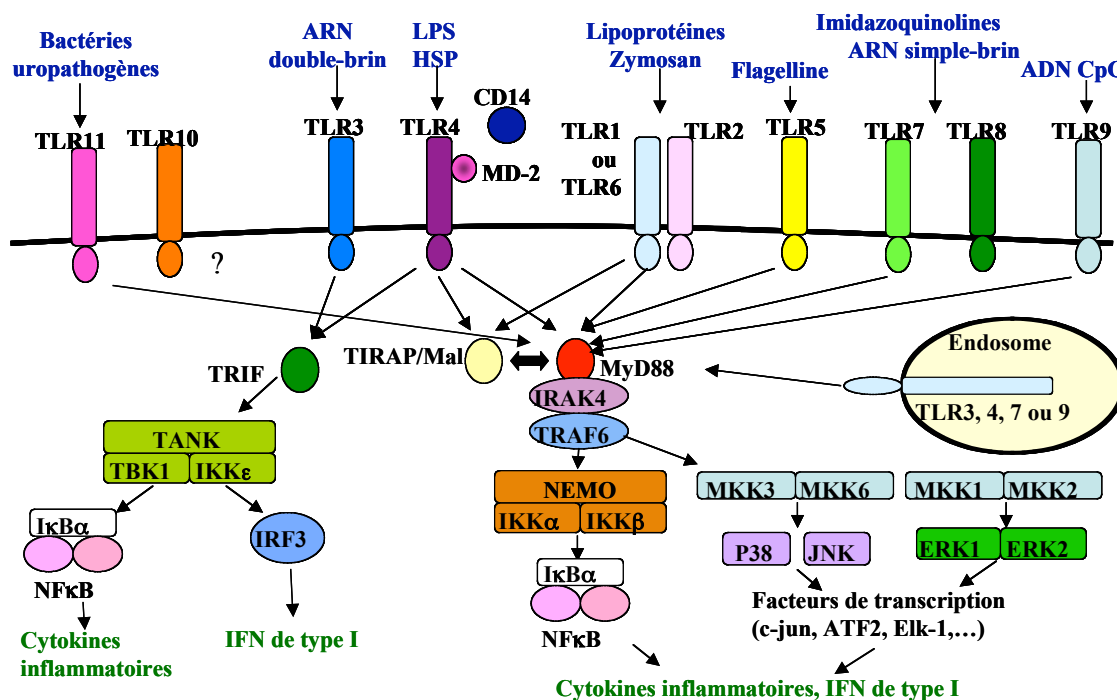 Bactéries
uropathogènes
ARN
double-brin
LPS
HSP
Lipoprotéines
Zymosan
Flagelline
Imidazoquinolines
ARN simple-brin
ADN CpG
CD14
TLR11
TLR10
TLR3
TLR4
MD-2
TLR1
ou
TLR6
TLR2
TLR5
TLR7
TLR8
TLR9
?
TRIF
TIRAP/Mal
MyD88
Endosome
TLR3, 4, 7 ou 9
IRAK4
TRAF6
TANK
TBK1
IKKε
NEMO
IKKα
IKKβ
MKK3
MKK6
MKK1
MKK2
IκBα
NFκB
IRF3
IκBα
NFκB
P38
JNK
ERK1
ERK2
Facteurs de transcription
(c-jun, ATF2, Elk-1,…)
Cytokines
inflammatoires
IFN de type I
Cytokines inflammatoires, IFN de type I